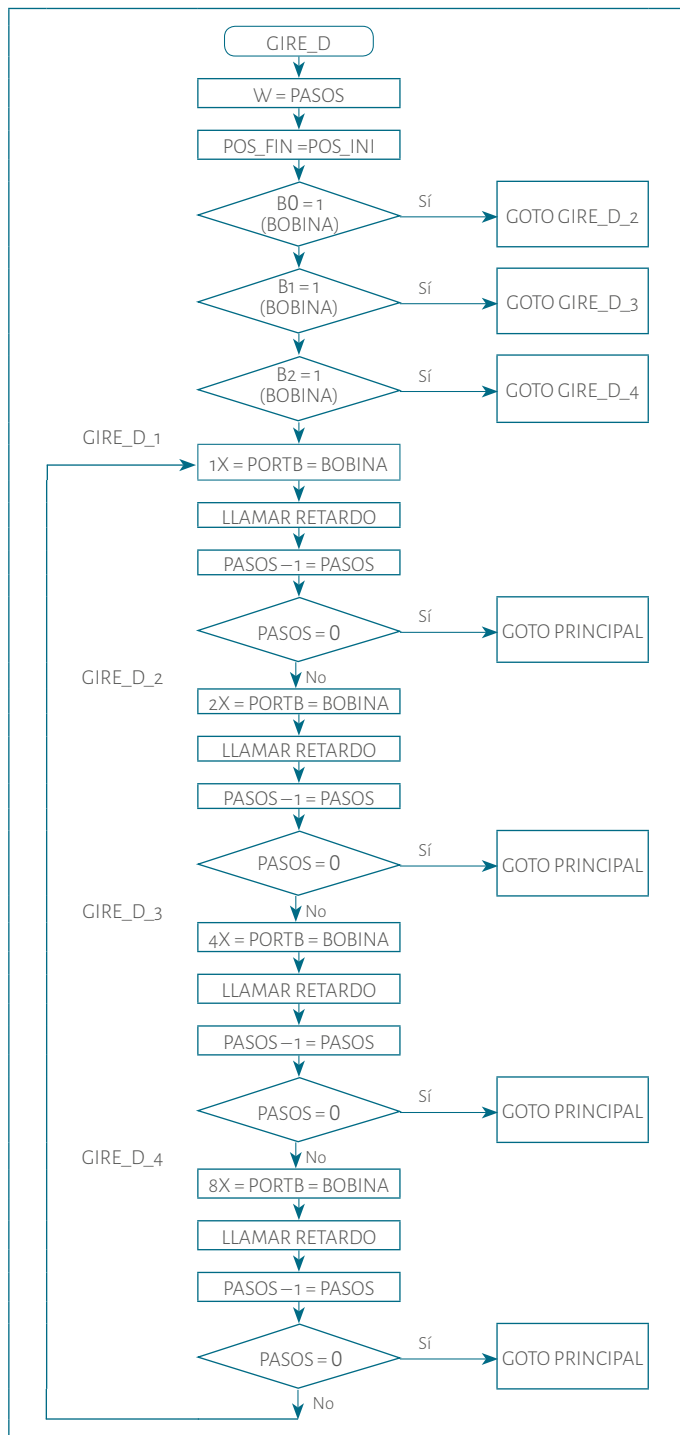 GIRE_D
W = PASOS
POS_FIN =POS_INI
B0 = 1
(BOBINA)
Sí
GOTO GIRE_D_2
B1 = 1
(BOBINA)
Sí
GOTO GIRE_D_3
B2 = 1
(BOBINA)
Sí
GOTO GIRE_D_4
GIRE_D_1
1X = PORTB = BOBINA
LLAMAR RETARDO
PASOS –1 = PASOS
PASOS = 0
Sí
GOTO PRINCIPAL
No
GIRE_D_2
2X = PORTB = BOBINA
LLAMAR RETARDO
PASOS –1 = PASOS
PASOS = 0
Sí
GOTO PRINCIPAL
No
GIRE_D_3
4X = PORTB = BOBINA
LLAMAR RETARDO
PASOS –1 = PASOS
PASOS = 0
Sí
GOTO PRINCIPAL
No
GIRE_D_4
8X = PORTB = BOBINA
LLAMAR RETARDO
PASOS –1 = PASOS
PASOS = 0
Sí
GOTO PRINCIPAL
No